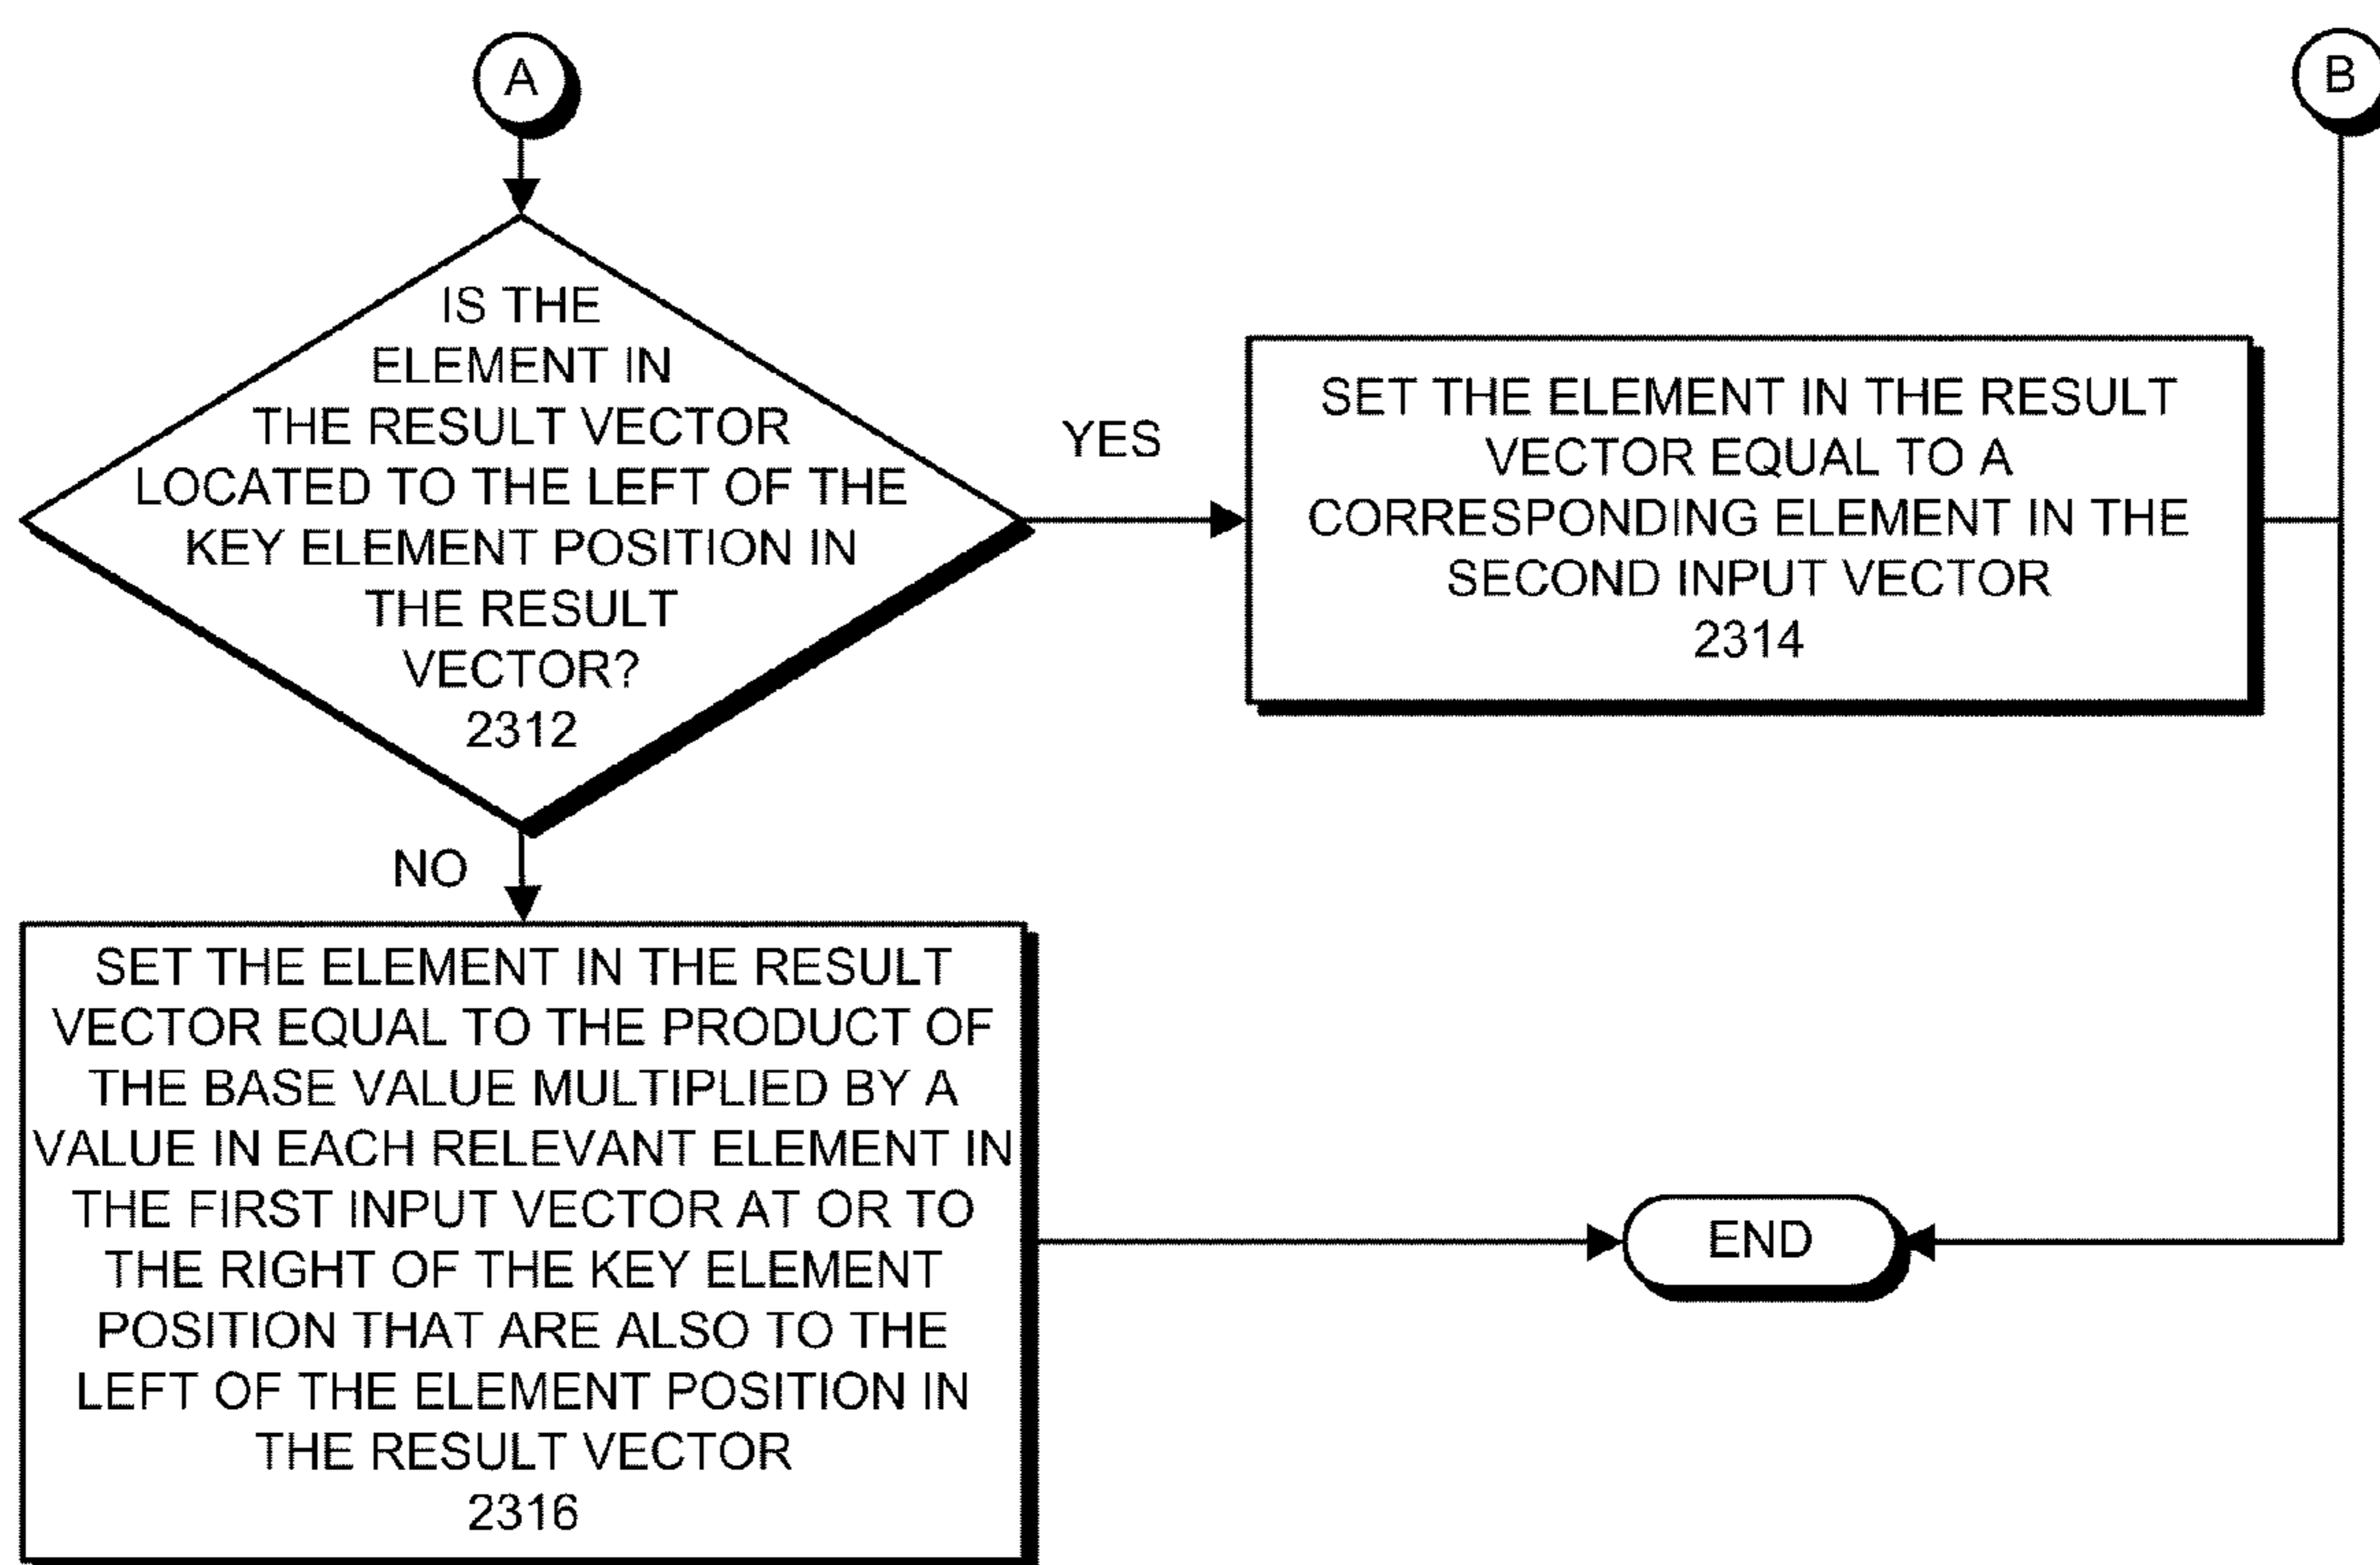 A
B
IS THE
ELEMENT IN
THE RESULT VECTOR
LOCATED TO THE LEFT OF THE
KEY ELEMENT POSITION IN
THE RESULT
VECTOR?
2312
YES
SET THE ELEMENT IN THE RESULT
VECTOR EQUAL TO A
CORRESPONDING ELEMENT IN THE
SECOND INPUT VECTOR
2314
NO
SET THE ELEMENT IN THE RESULT
VECTOR EQUAL TO THE PRODUCT OF
THE BASE VALUE MULTIPLIED BY A
VALUE IN EACH RELEVANT ELEMENT IN
THE FIRST INPUT VECTOR AT OR TO
THE RIGHT OF THE KEY ELEMENT
POSITION THAT ARE ALSO TO THE
LEFT OF THE ELEMENT POSITION IN
THE RESULT VECTOR
2316
END